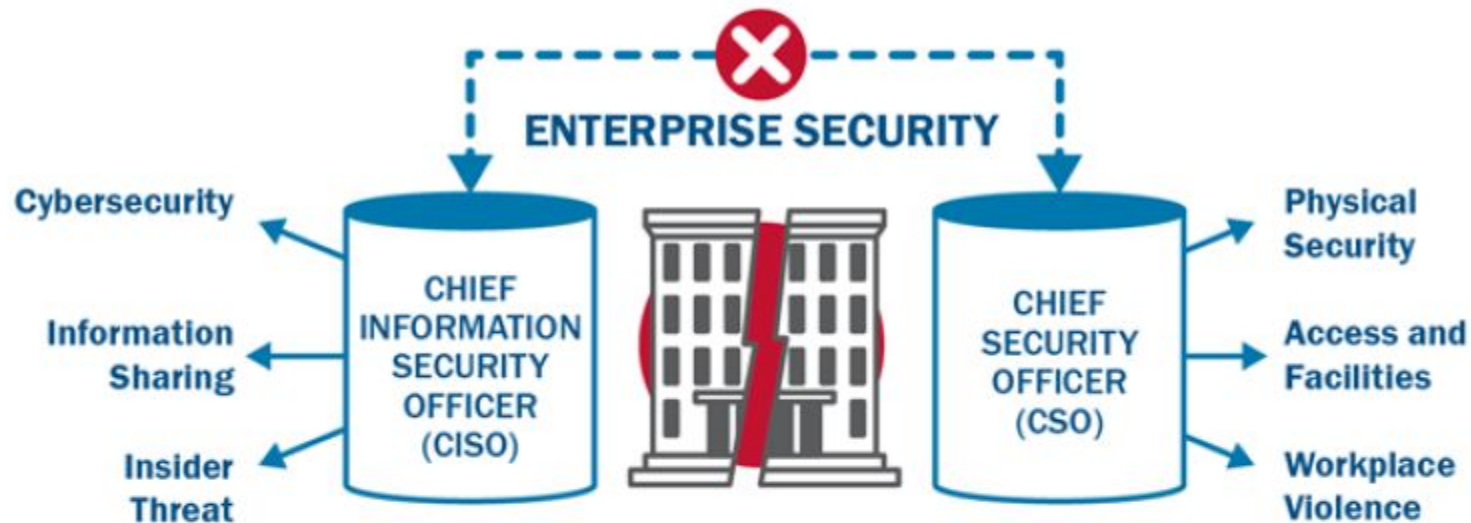 ENTERPRISE SECURITY
Cybersecurity
Information
Sharing
Insider
Threat
CHIEF
INFORMATION
SECURITY
OFFICER
(CISO)
CHIEF
SECURITY
OFFICER
(CSO)
Physical
Security
Access and
Facilities
Workplace
Violence